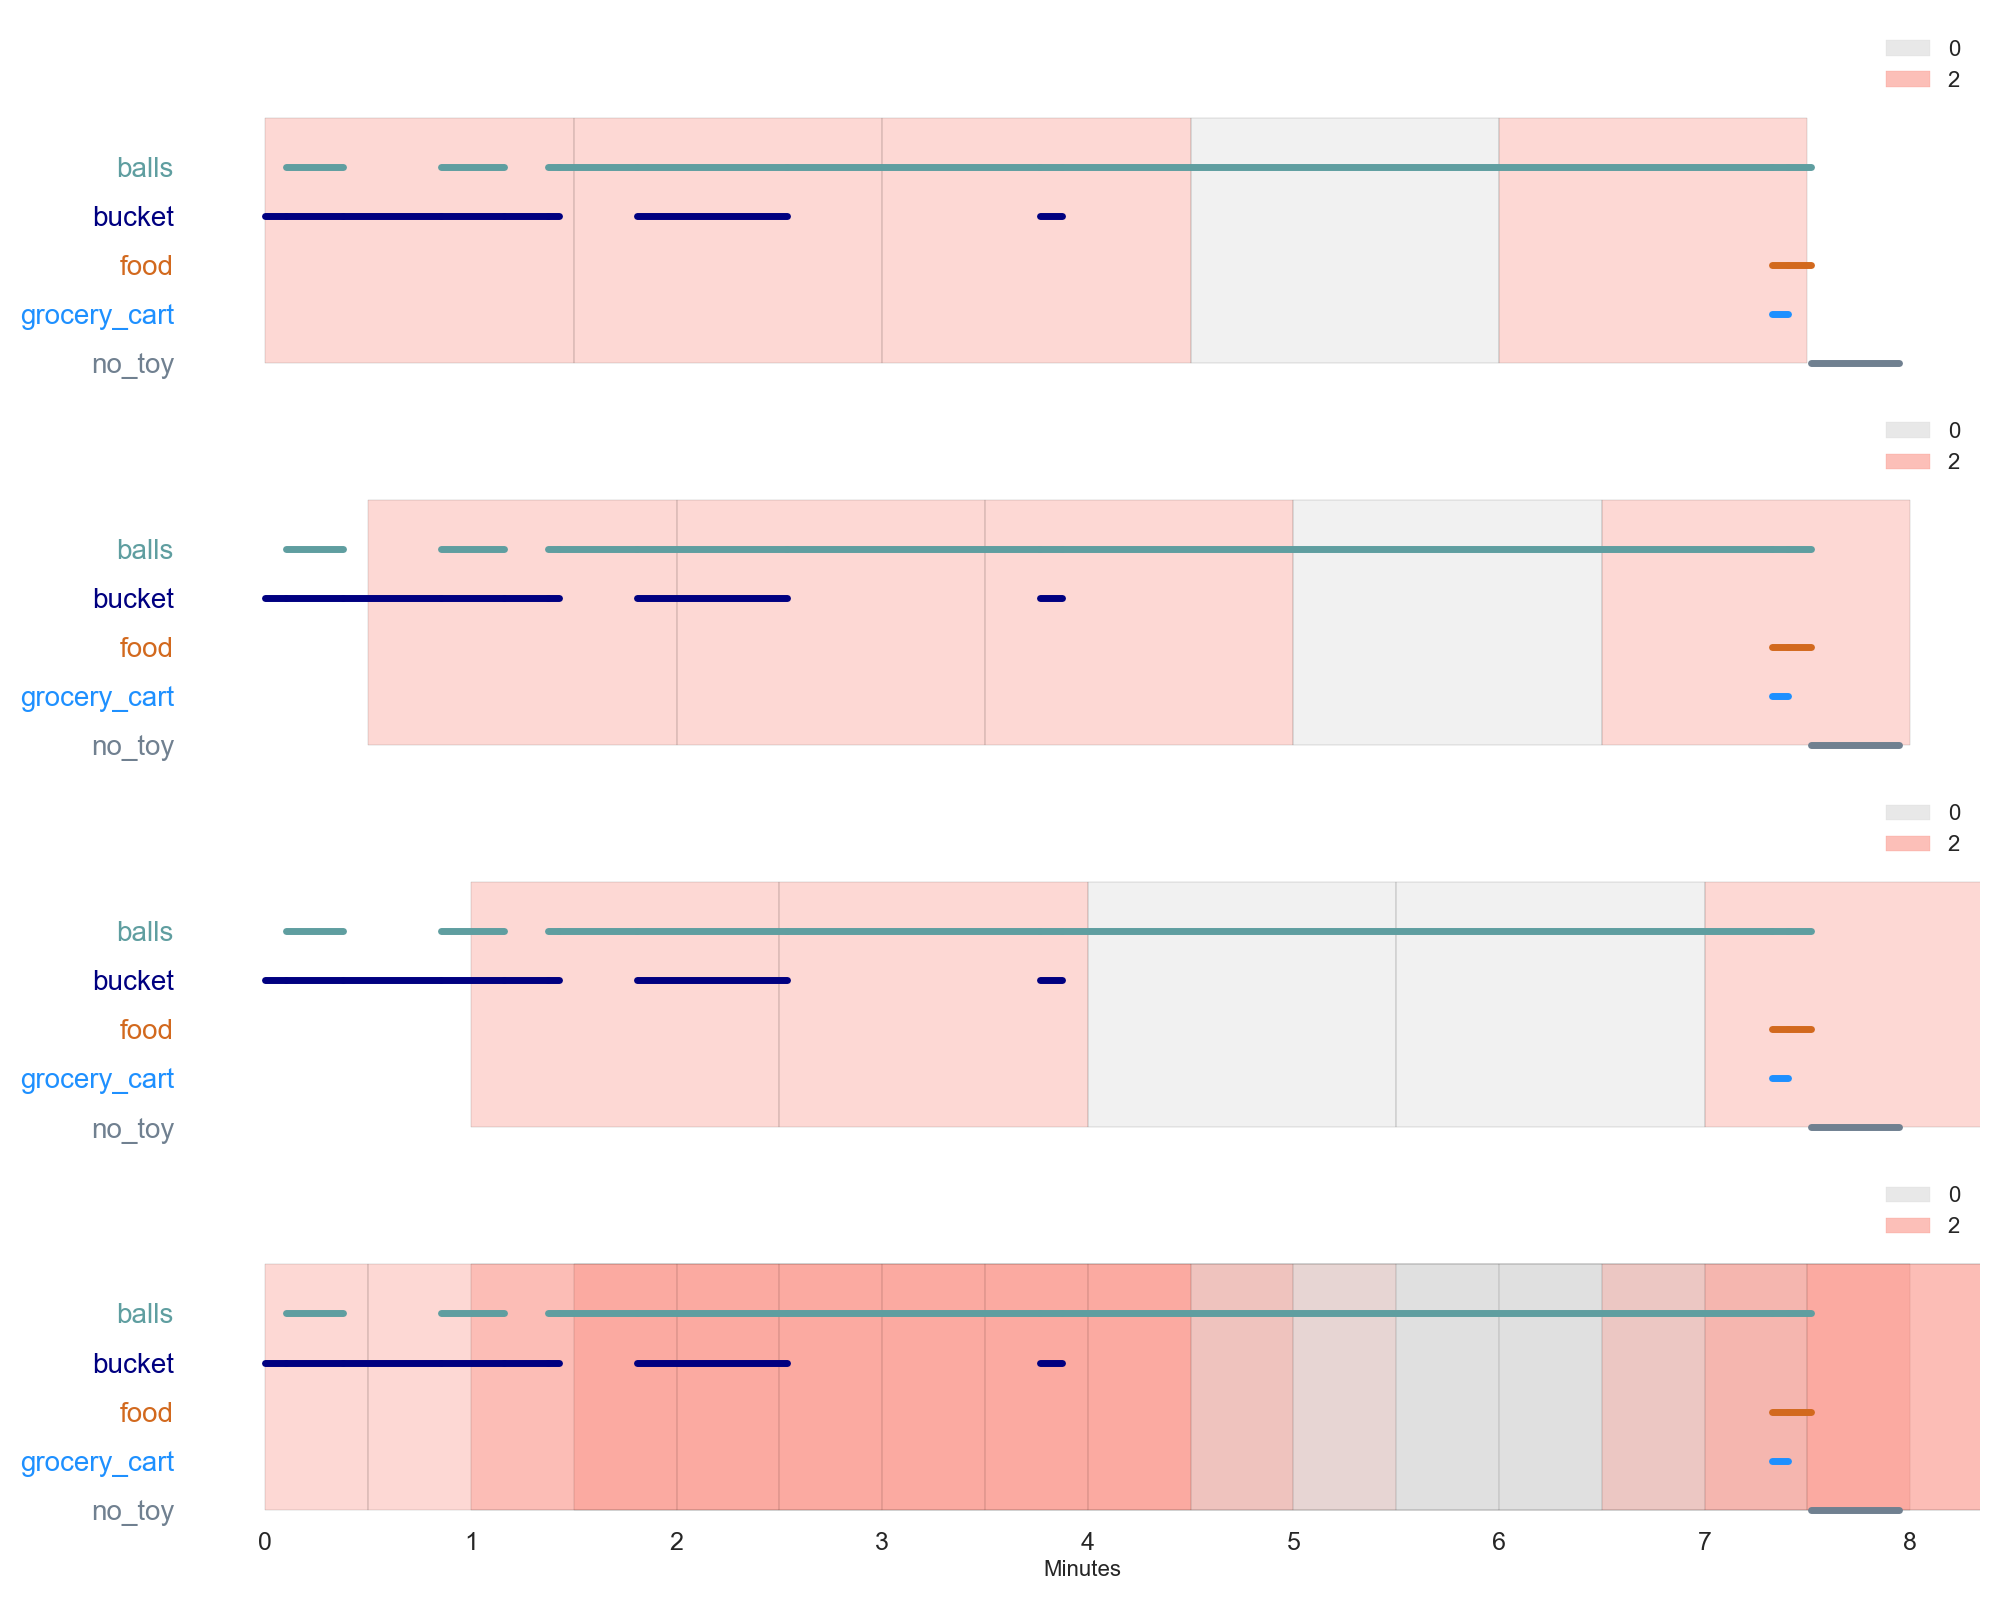 0
2
balls
bucket
food
grocery_cart
no_toy
0
2
balls
bucket
food
grocery_cart
no_toy
0
2
balls
bucket
food
grocery_cart
no_toy
0
2
balls
bucket
food
grocery_cart
no_toy
0 1 2 3 4 5 6 7 8
Minutes